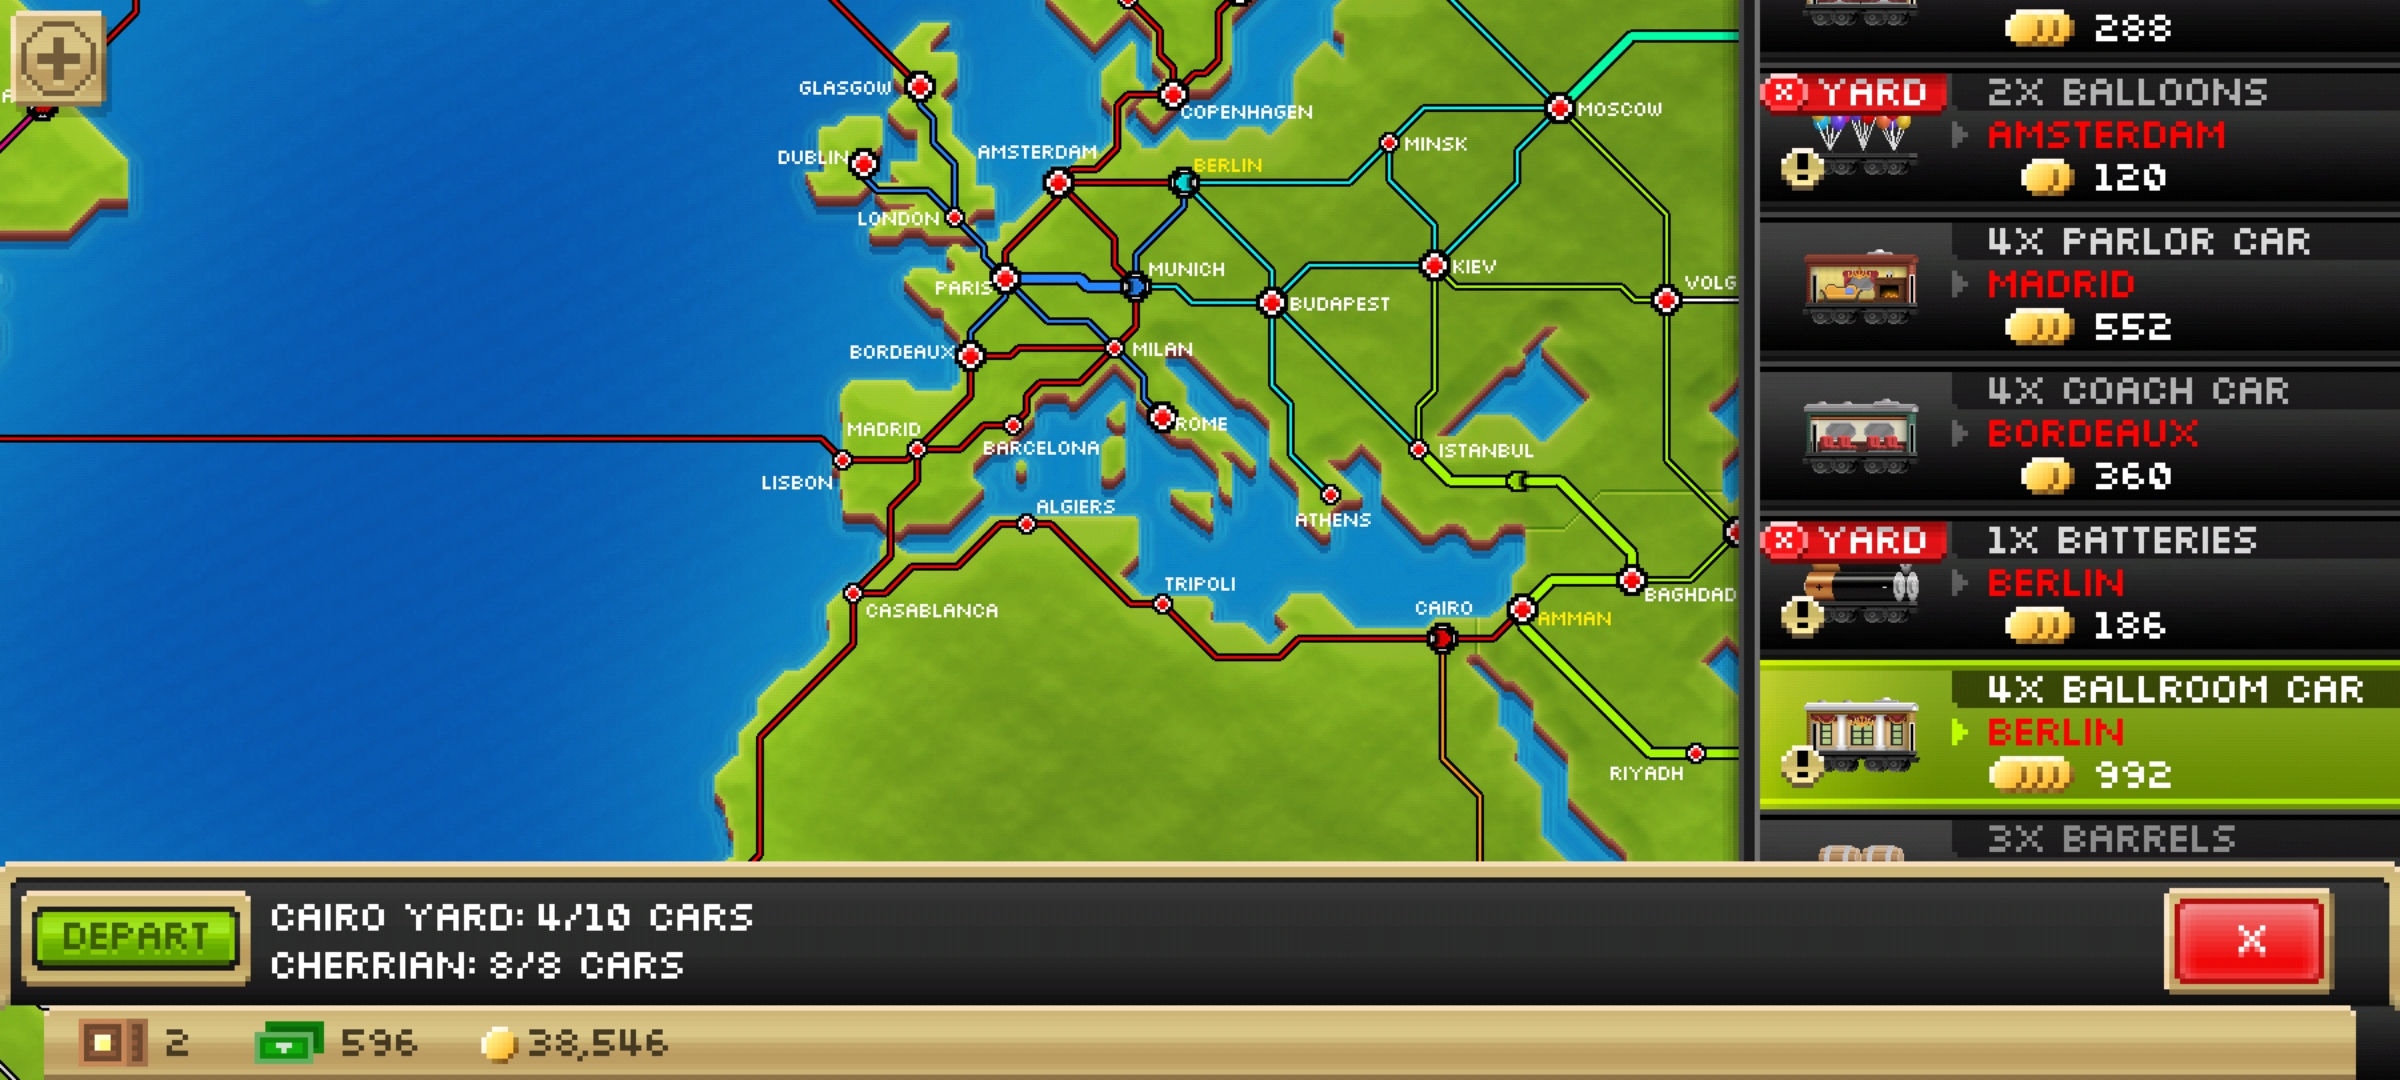 GLASGOW
COPENHAGEN
MOSCOW
MINSK
DUBLIN
AMSTERDAM
BERLIN
LONDON
PARIS
MUNICH
KIEV
VOLG
BUDAPEST
BORDEAUX
MILAN
MADRID
BARCELONA
ROME
ISTANBUL
LISBON
ALGIERS
ATHENS
TRIPOLI
CASABLANCA
CAIRO
AMMAN
BAGHDAD
RIYADH
288
YARD
2X BALLOONS
AMSTERDAM
120
4X PARLOR CAR
MADRID
552
4X COACH CAR
BORDEAUX
360
YARD
1X BATTERIES
BERLIN
186
4X BALLROOM CAR
BERLIN
992
3X BARRELS
DEPART
CAIRO YARD: 4/10 CARS
CHERRIAN: 8/8 CARS
X
2
596
38,546